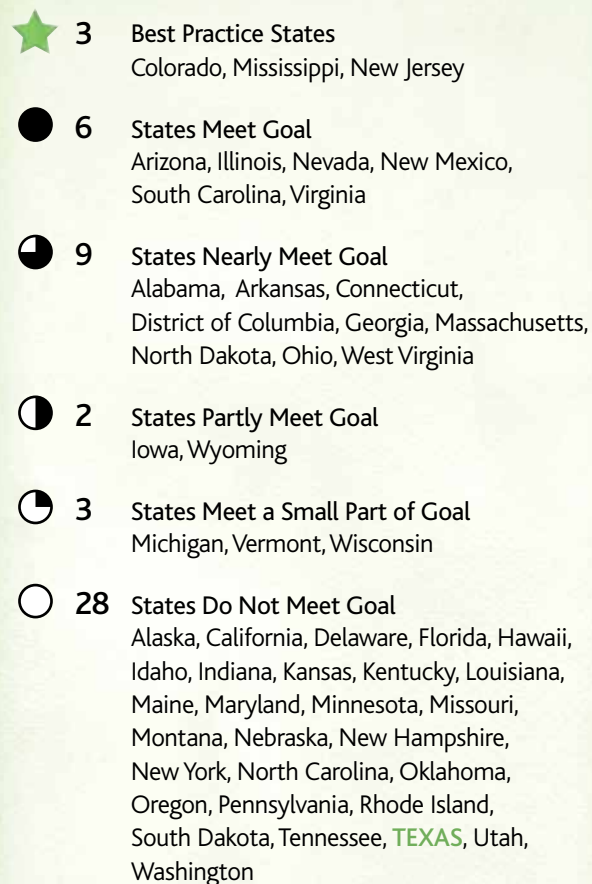 3 Best Practice States
Colorado, Mississippi, New Jersey
6 States Meet Goal
Arizona, Illinois, Nevada, New Mexico,
South Carolina, Virginia
9 States Nearly Meet Goal
Alabama, Arkansas, Connecticut,
District of Columbia, Georgia, Massachusetts,
North Dakota, Ohio, West Virginia
2 States Partly Meet Goal
Iowa, Wyoming
3 States Meet a Small Part of Goal
Michigan, Vermont, Wisconsin
28 States Do Not Meet Goal
Alaska, California, Delaware, Florida, Hawaii,
Idaho, Indiana, Kansas, Kentucky, Louisiana,
Maine, Maryland, Minnesota, Missouri,
Montana, Nebraska, New Hampshire,
New York, North Carolina, Oklahoma,
Oregon, Pennsylvania, Rhode Island,
South Dakota, Tennessee, TEXAS, Utah,
Washington